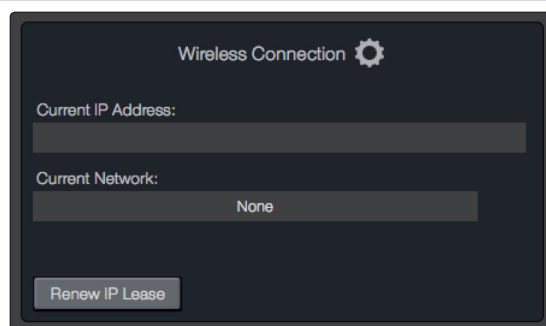 Wireless Connection
Current IP Address:
Current Network:
None
Renew IP Lease